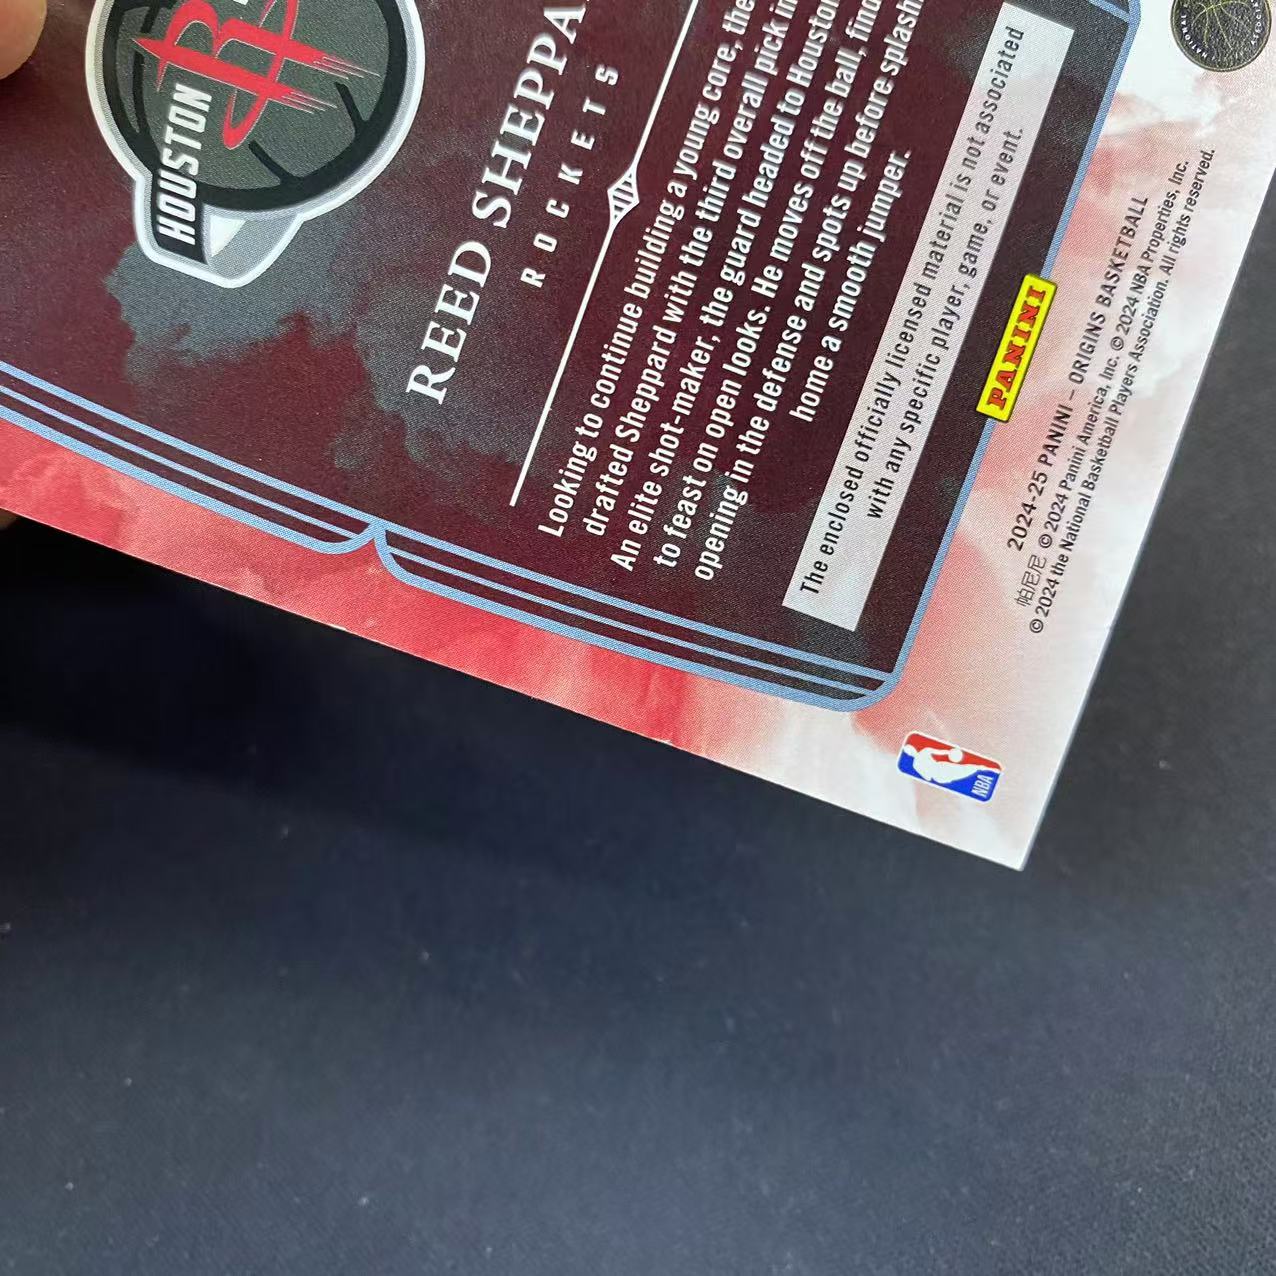 HOUSTON
R
REED SHEPPA
ROCKETS
Looking to continue building a young core, the
drafted Sheppard with the third overall pick in
An elite shot-maker, the guard headed to Houston
to feast on open looks. He moves off the ball, find
opening in the defense and spots up before splash
home a smooth jumper.
The enclosed officially licensed material is not associated
with any specific player, game, or event.
PANINI
2024-25 PANINI – ORIGINS BASKETBALL
帕尼尼 © 2024 Panini America, Inc. © 2024 NBA Properties, Inc.
© 2024 the National Basketball Players Association. All rights reserved.
NBA